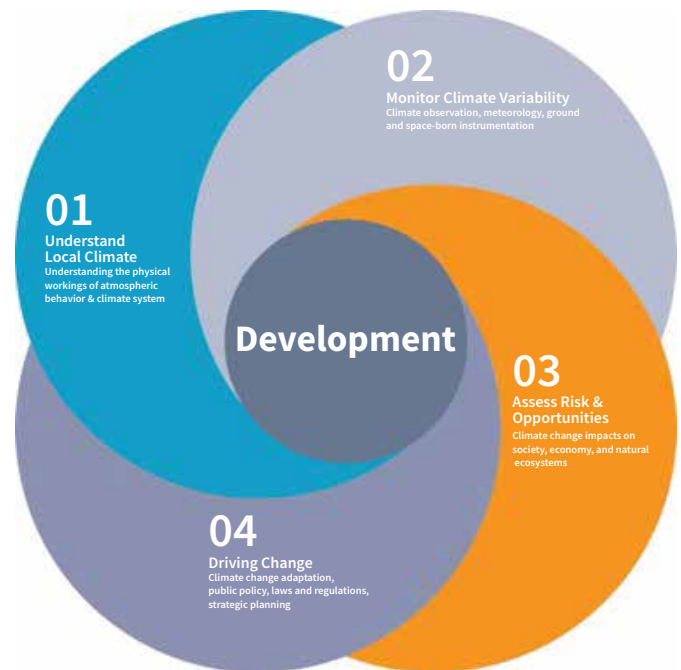 01
Understand
Local Climate
Understanding the physical
workings of atmospheric
behavior & climate system
02
Monitor Climate Variability
Climate observation, meteorology, ground
and space-born instrumentation
Development
03
Assess Risk &
Opportunities
Climate change impacts on
society, economy, and natural
ecosystems
04
Driving Change
Climate change adaptation,
public policy, laws and regulations,
strategic planning